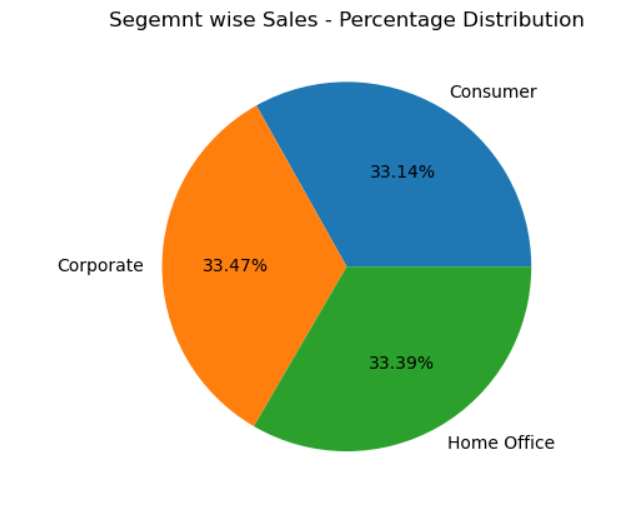 Segemnt wise Sales - Percentage Distribution
Consumer
33.14%
Corporate
33.47%
33.39%
Home Office